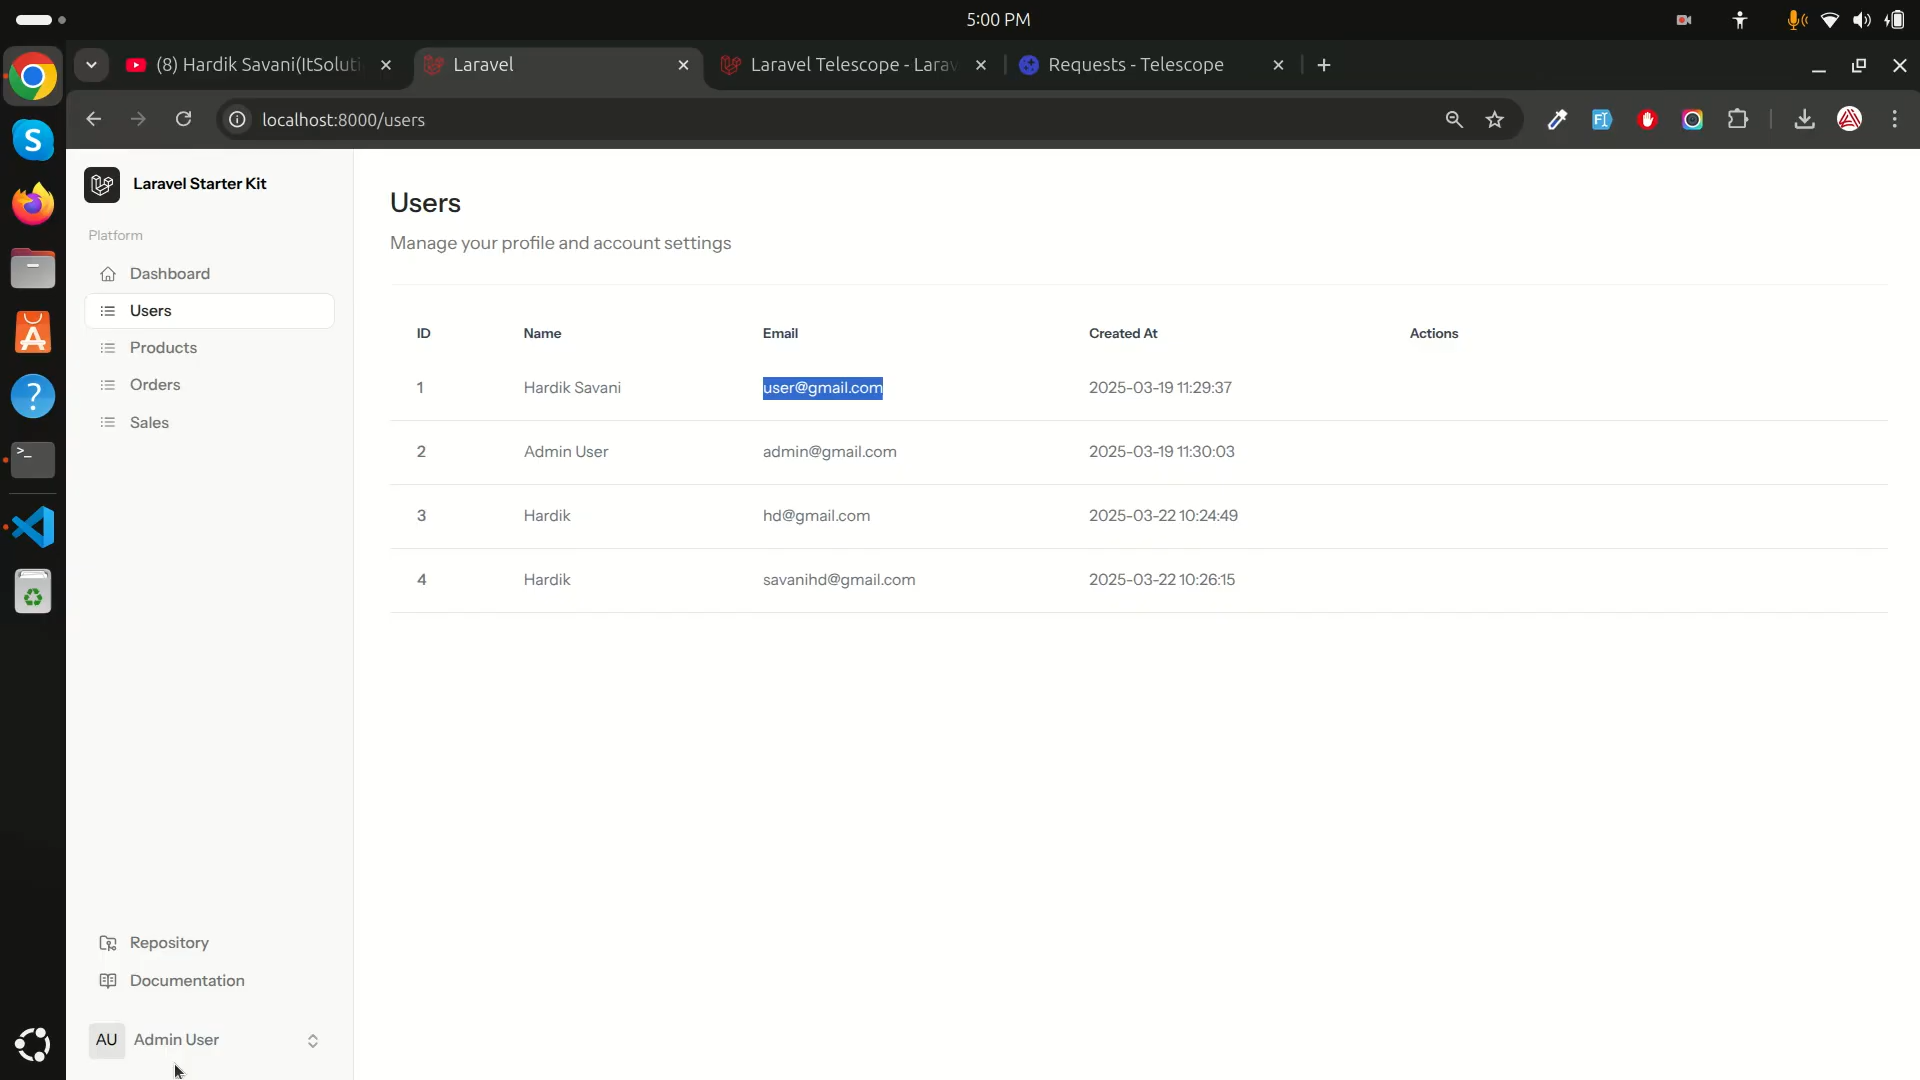 5:00 PM
(8) Hardik Savani(ItSoluti
Laravel
Laravel Telescope - Larav
Requests - Telescope
localhost:8000/users
Laravel Starter Kit
Platform
Dashboard
Users
Products
Orders
Sales
Repository
Documentation
AU Admin User
Users
Manage your profile and account settings
ID Name Email Created At Actions
1 Hardik Savani user@gmail.com 2025-03-19 11:29:37
2 Admin User admin@gmail.com 2025-03-19 11:30:03
3 Hardik hd@gmail.com 2025-03-22 10:24:49
4 Hardik savanihd@gmail.com 2025-03-22 10:26:15